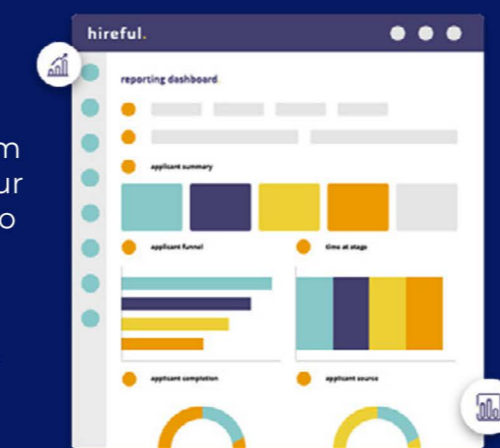 hireful.
reporting dashboard
applicant summary
applicant funnel
time at stage
applicant completion
applicant source